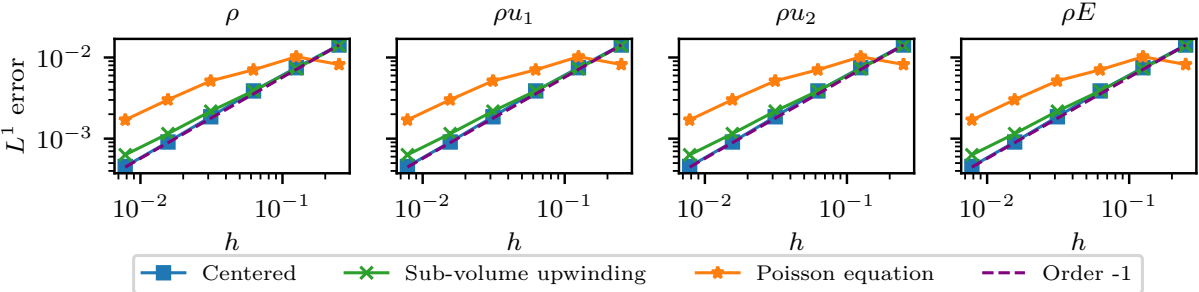 ρ ρu₁ ρu₂ ρE
L¹ error
10⁻²
10⁻³
10⁻² 10⁻¹ 10⁻² 10⁻¹ 10⁻² 10⁻¹ 10⁻² 10⁻¹
h h h h
Centered Sub-volume upwinding Poisson equation Order -1